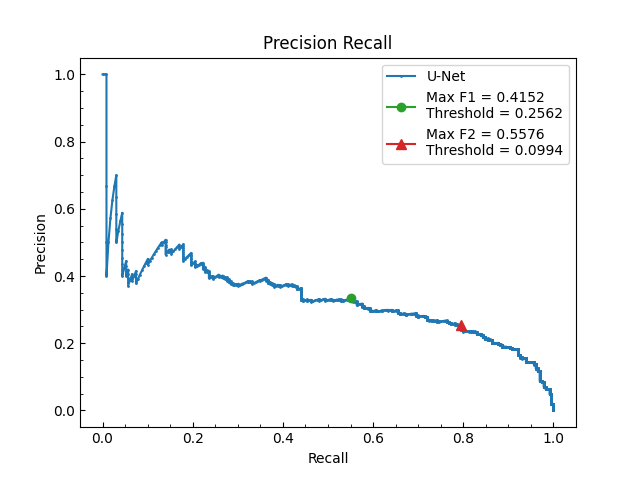 Precision Recall
U-Net
Max F1 = 0.4152
Threshold = 0.2562
Max F2 = 0.5576
Threshold = 0.0994
Precision
1.0
0.8
0.6
0.4
0.2
0.0
0.0 0.2 0.4 0.6 0.8 1.0
Recall